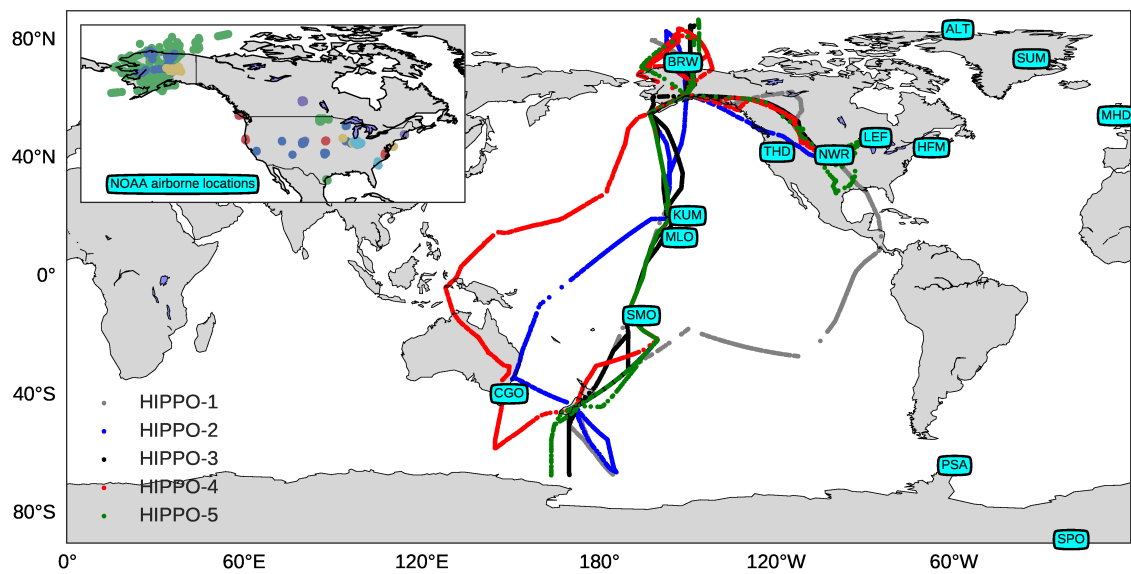 80°N
40°N
0°
40°S
80°S
0°
60°E
120°E
180°
120°W
60°W
NOAA airborne locations
ALT
SUM
BRW
MHD
LEF
HFM
THD
NWR
KUM
MLO
SMO
CGO
PSA
SPO
HIPPO-1
HIPPO-2
HIPPO-3
HIPPO-4
HIPPO-5